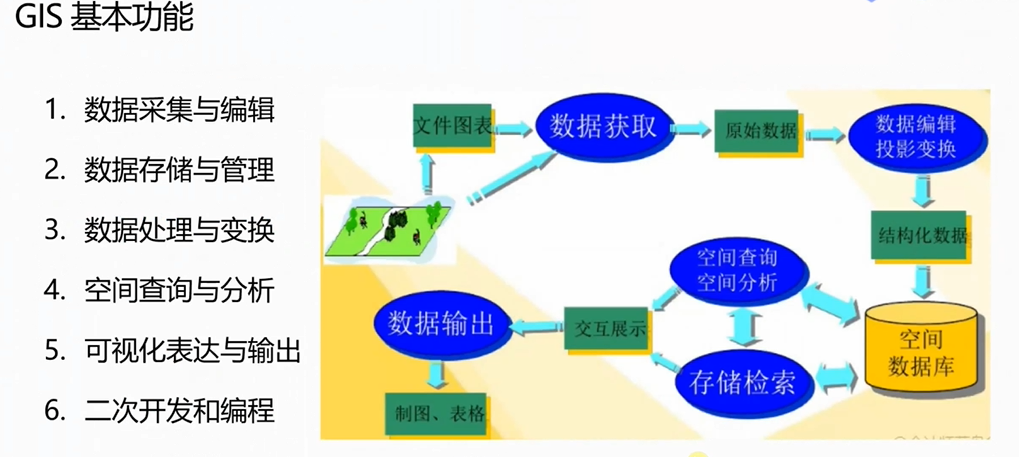 GIS 基本功能
1. 数据采集与编辑
2. 数据存储与管理
3. 数据处理与变换
4. 空间查询与分析
5. 可视化表达与输出
6. 二次开发和编程
文件图表
数据获取
原始数据
数据编辑
投影变换
结构化数据
空间
数据库
空间查询
空间分析
存储检索
交互展示
数据输出
制图、表格